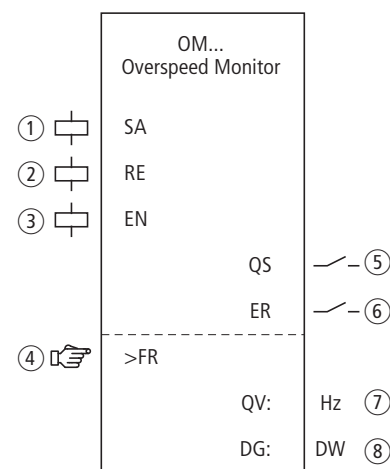 OM...
Overspeed Monitor
1 SA
2 RE
3 EN
QS 5
ER 6
4 >FR
QV: Hz 7
DG: DW 8